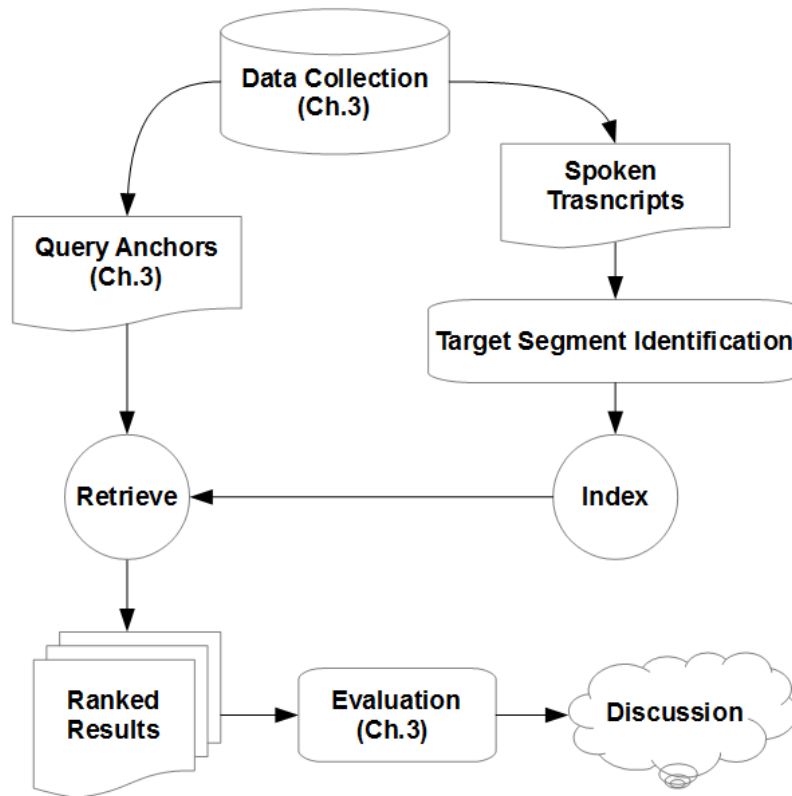 Data Collection
(Ch.3)
Spoken
Trasncripts
Query Anchors
(Ch.3)
Target Segment Identification
Retrieve
Index
Ranked
Results
Evaluation
(Ch.3)
Discussion